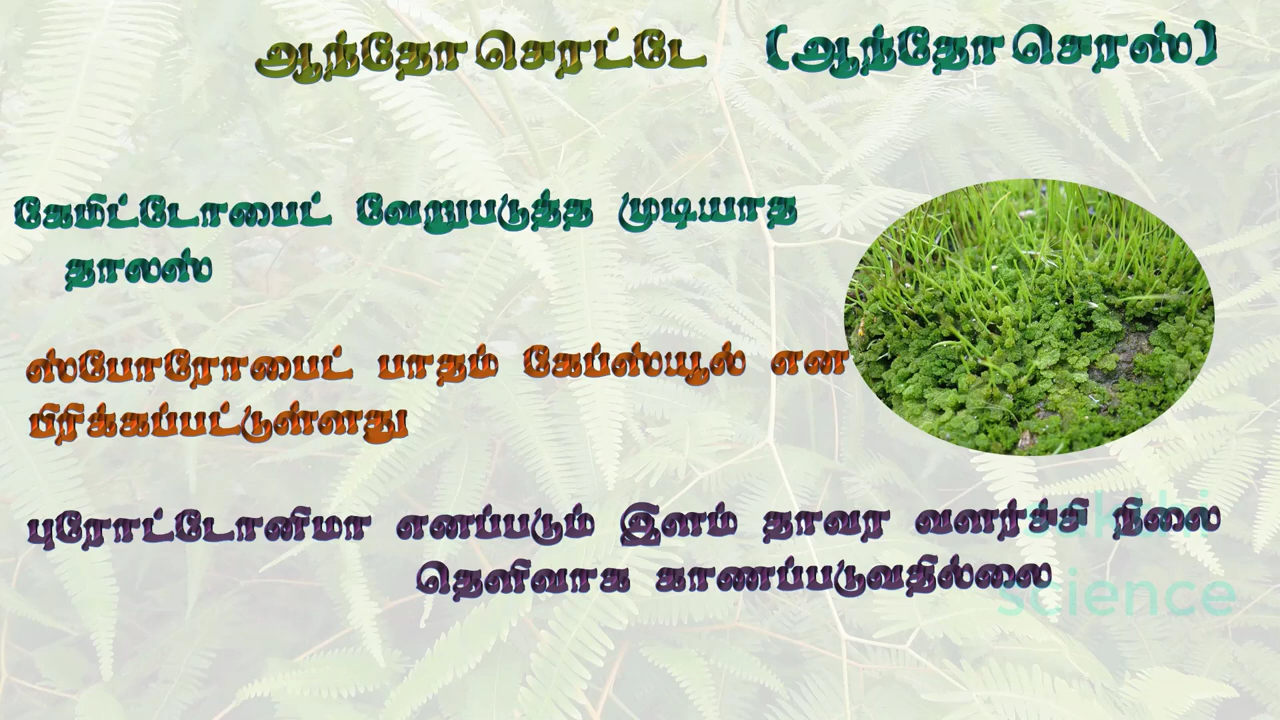 ஆந்தோசெரட்டே (ஆந்தோசெரஸ்)
கேமிட்டோபைட் வேறுபடுத்த முடியாத
தாலஸ்
ஸ்போரோபைட் பாதம் கேப்ஸ்யூல் என
பிரிக்கப்பட்டுள்ளது
புரோட்டோனிமா எனப்படும் இளம் தாவர வளர்ச்சி நிலை
தெளிவாக காணப்படுவதில்லை
science